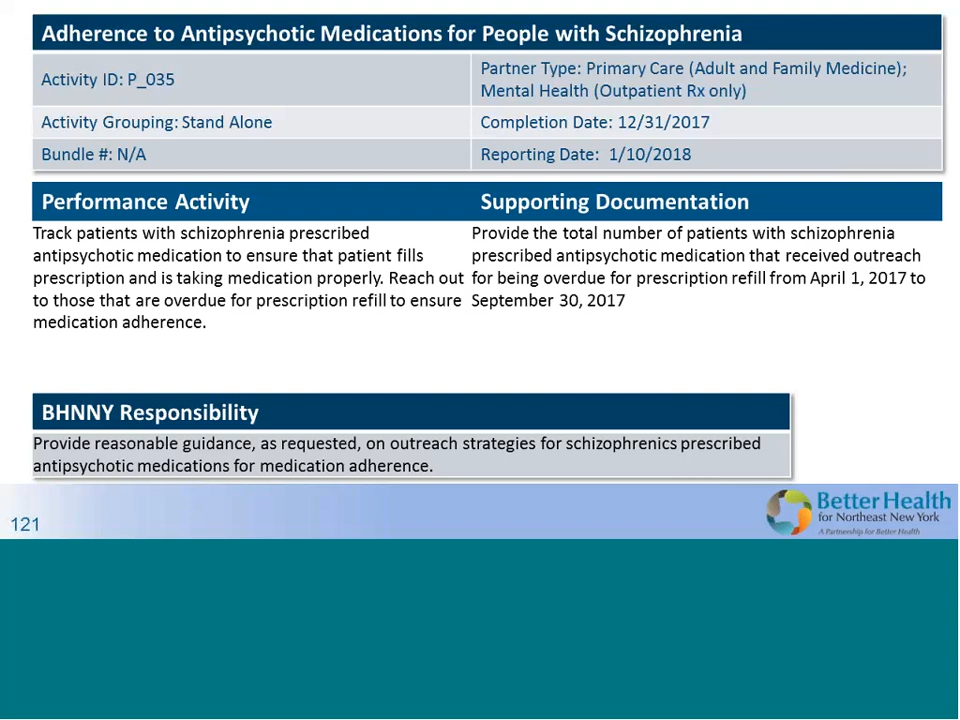 Adherence to Antipsychotic Medications for People with Schizophrenia
Activity ID: P_035
Partner Type: Primary Care (Adult and Family Medicine);
Mental Health (Outpatient Rx only)
Activity Grouping: Stand Alone
Completion Date: 12/31/2017
Bundle #: N/A
Reporting Date: 1/10/2018
Performance Activity
Track patients with schizophrenia prescribed
antipsychotic medication to ensure that patient fills
prescription and is taking medication properly. Reach out
to those that are overdue for prescription refill to ensure
medication adherence.
Supporting Documentation
Provide the total number of patients with schizophrenia
prescribed antipsychotic medication that received outreach
for being overdue for prescription refill from April 1, 2017 to
September 30, 2017
BHNNY Responsibility
Provide reasonable guidance, as requested, on outreach strategies for schizophrenics prescribed
antipsychotic medications for medication adherence.
121
Better Health
for Northeast New York
A Partnership for Better Health